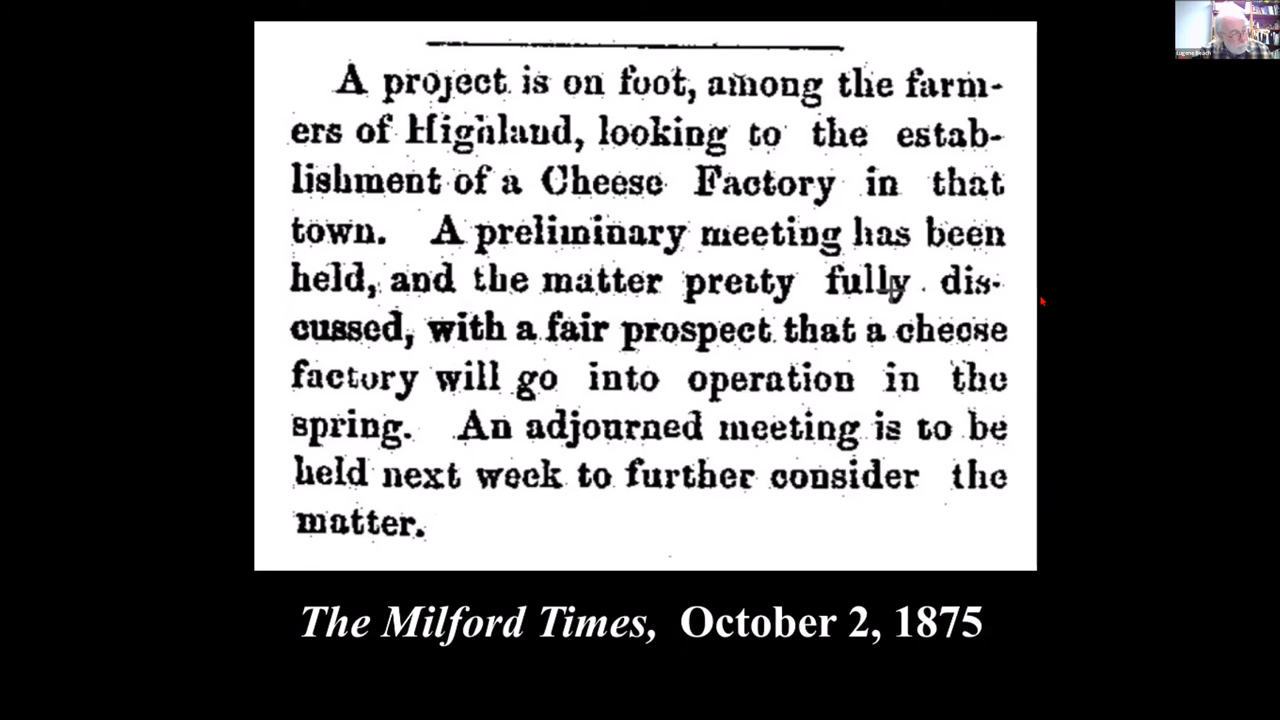 A project is on foot, among the farm-
ers of Highland, looking to the estab-
lishment of a Cheese Factory in that
town. A preliminary meeting has been
held, and the matter pretty fully dis-
cussed, with a fair prospect that a cheese
factory will go into operation in the
spring. An adjourned meeting is to be
held next week to further consider the
matter.
The Milford Times, October 2, 1875
Eugene Beach